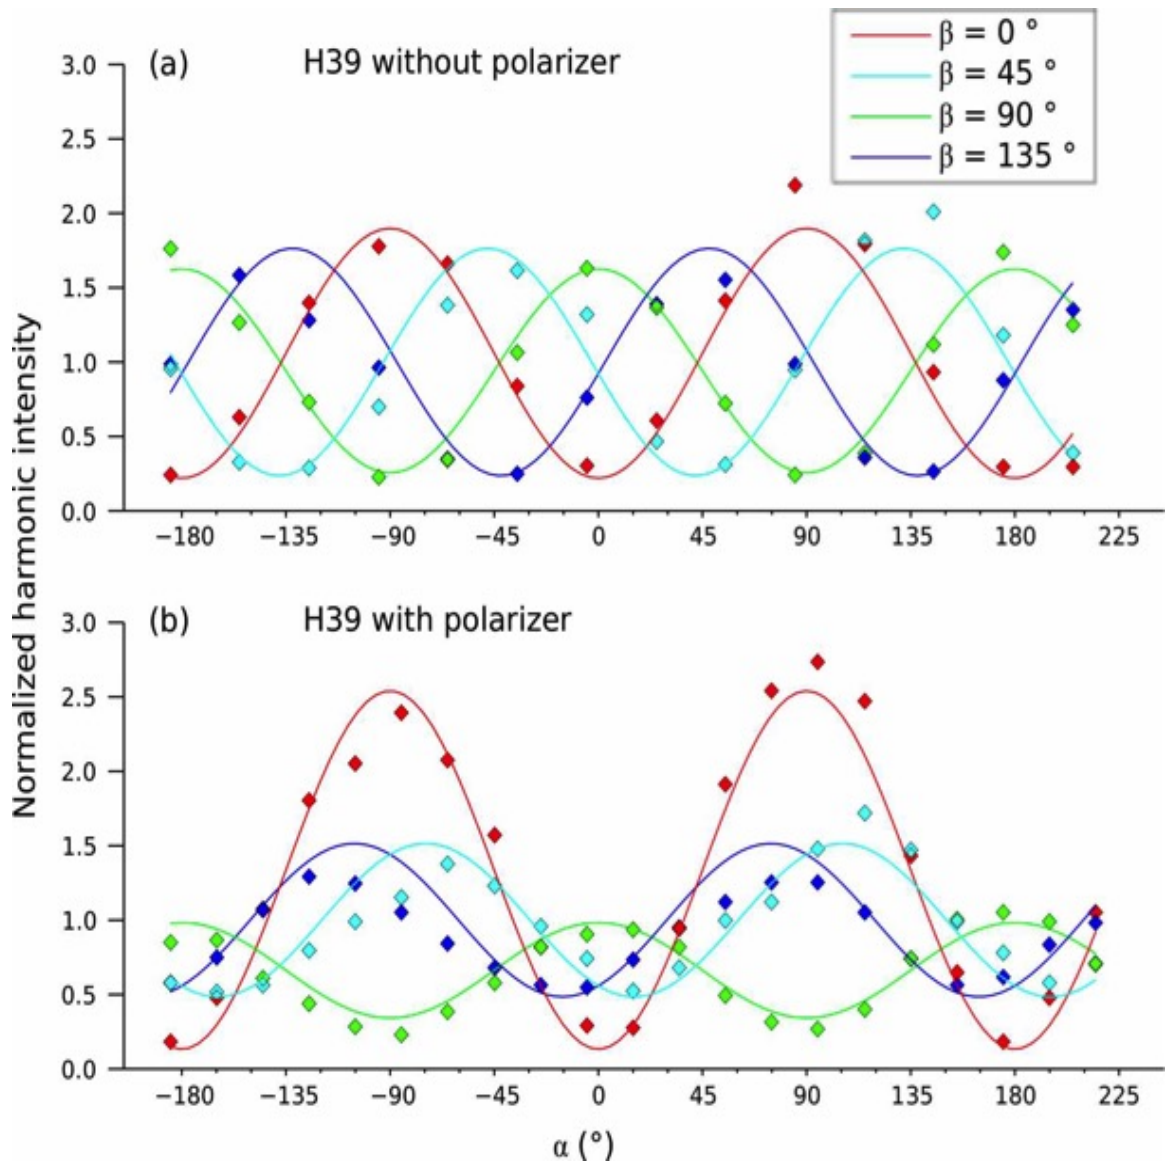 β = 0 °
β = 45 °
β = 90 °
β = 135 °
(a) H39 without polarizer
3.0
2.5
2.0
1.5
1.0
0.5
0.0
−180 −135 −90 −45 0 45 90 135 180 225
Normalized harmonic intensity
(b) H39 with polarizer
3.0
2.5
2.0
1.5
1.0
0.5
0.0
−180 −135 −90 −45 0 45 90 135 180 225
α (°)